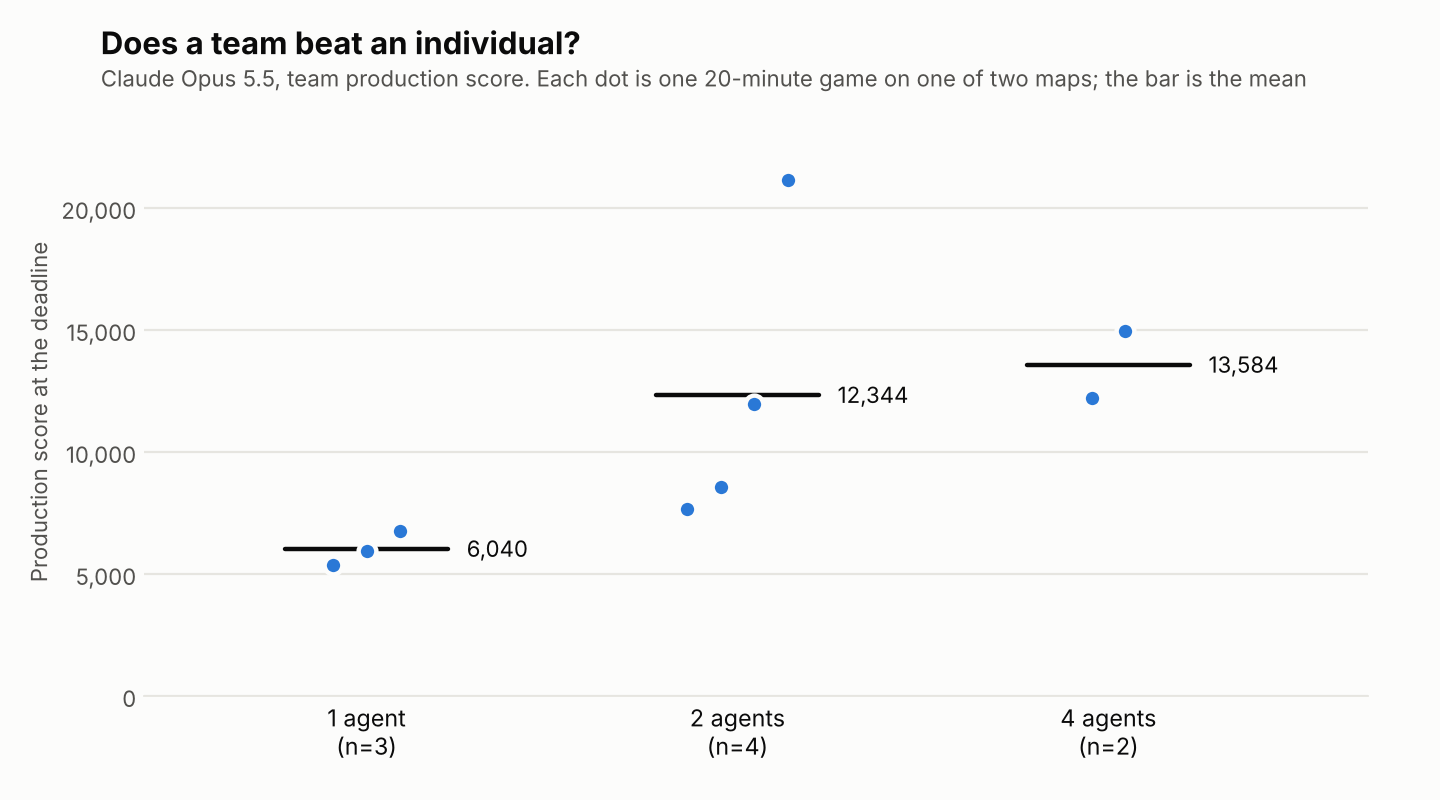 Does a team beat an individual?
Claude Opus 5.5, team production score. Each dot is one 20-minute game on one of two maps; the bar is the mean
Production score at the deadline
20,000
15,000
10,000
5,000
0
6,040
12,344
13,584
1 agent
(n=3)
2 agents
(n=4)
4 agents
(n=2)